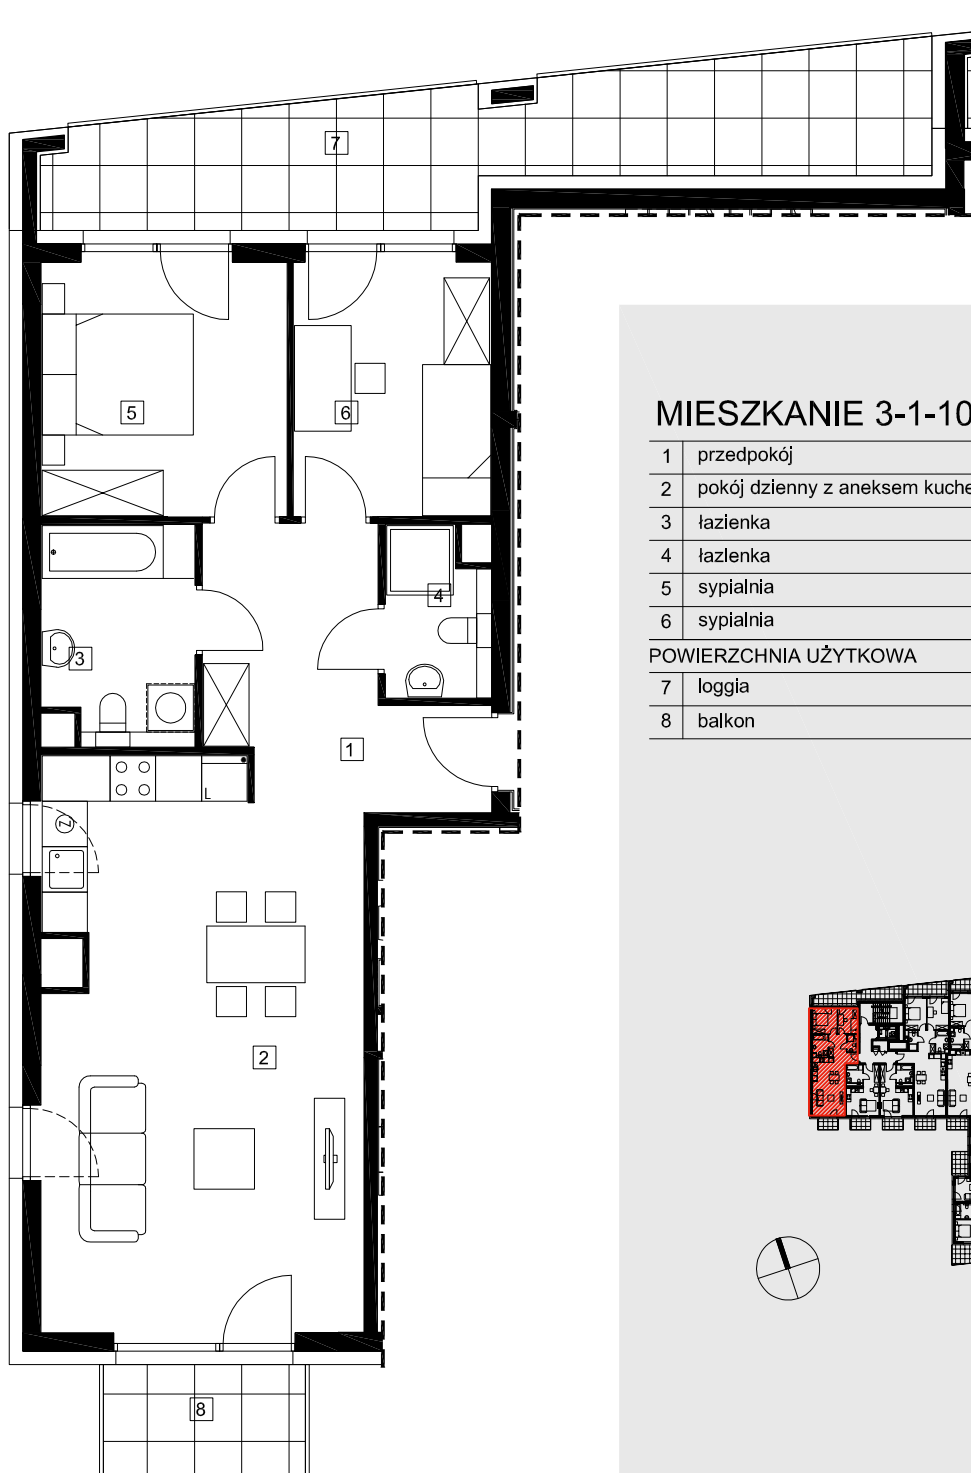 7
5
6
4
3
1
Z
L
2
8
MIESZKANIE 3-1-10
1 przedpokój
2 pokój dzienny z aneksem kuche
3 łazienka
4 łazlenka
5 sypialnia
6 sypialnia
POWIERZCHNIA UŻYTKOWA
7 loggia
8 balkon